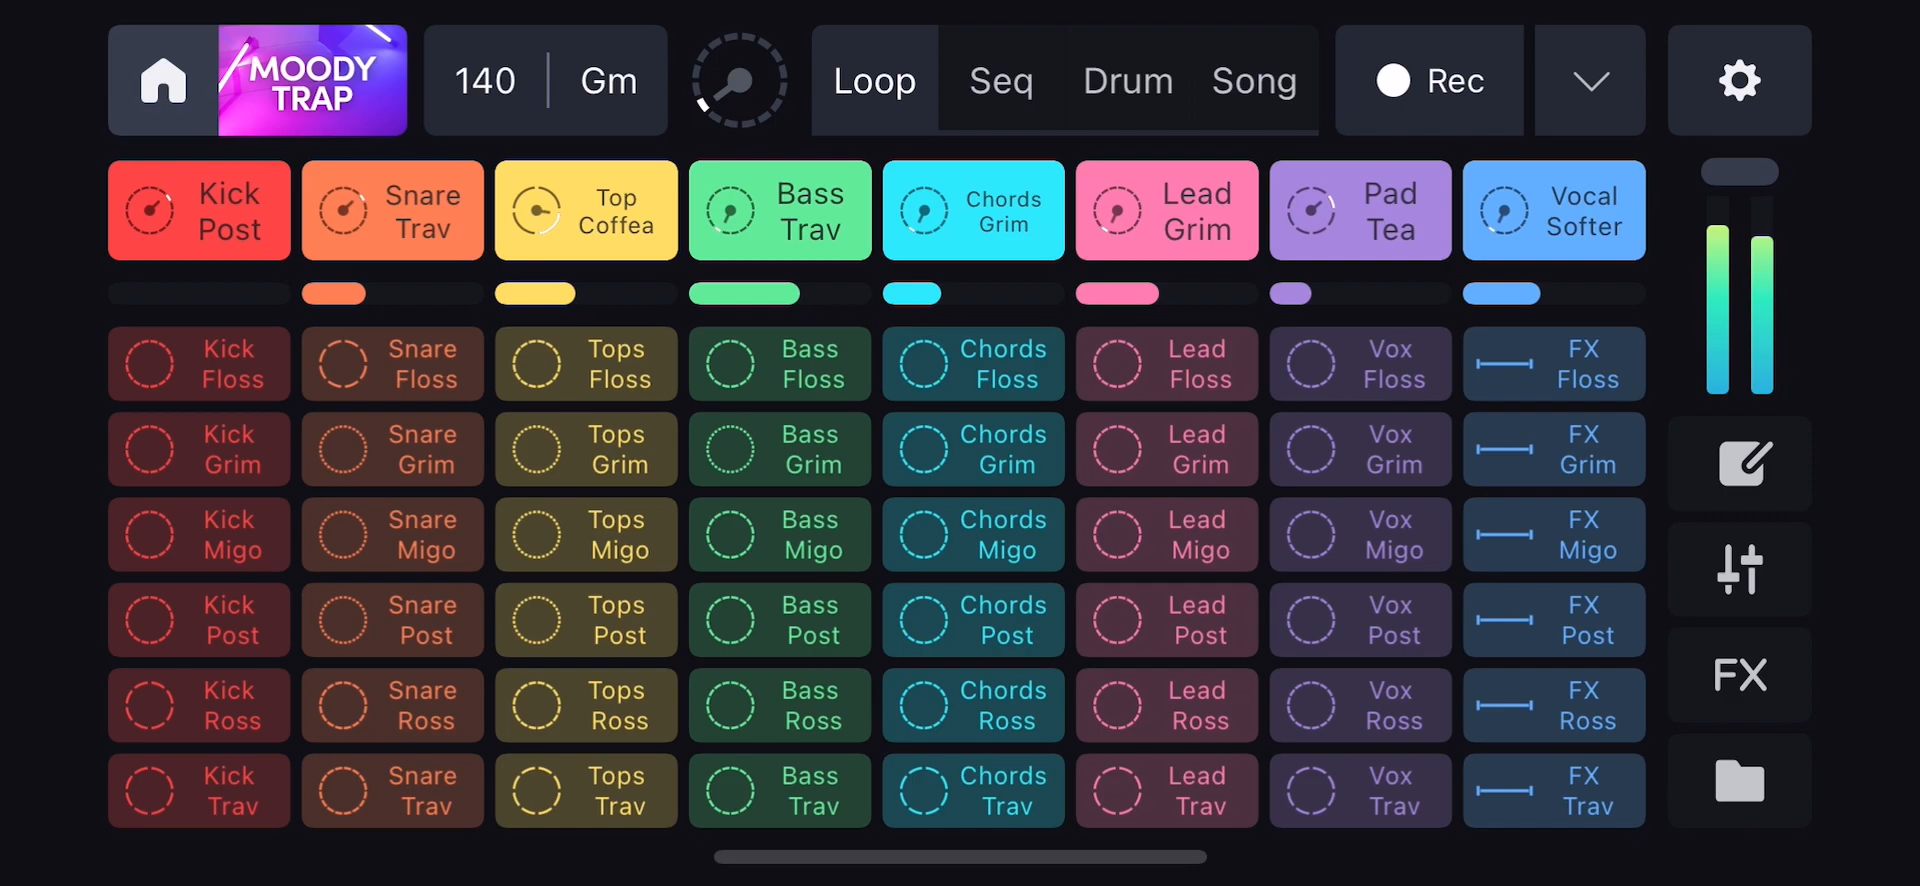 MOODY
TRAP
140
Gm
Loop
Seq
Drum
Song
Rec
Kick
Post
Snare
Trav
Top
Coffea
Bass
Trav
Chords
Grim
Lead
Grim
Pad
Tea
Vocal
Softer
Kick
Floss
Snare
Floss
Tops
Floss
Bass
Floss
Chords
Floss
Lead
Floss
Vox
Floss
FX
Floss
Kick
Grim
Snare
Grim
Tops
Grim
Bass
Grim
Chords
Grim
Lead
Grim
Vox
Grim
FX
Grim
Kick
Migo
Snare
Migo
Tops
Migo
Bass
Migo
Chords
Migo
Lead
Migo
Vox
Migo
FX
Migo
Kick
Post
Snare
Post
Tops
Post
Bass
Post
Chords
Post
Lead
Post
Vox
Post
FX
Post
FX
Kick
Ross
Snare
Ross
Tops
Ross
Bass
Ross
Chords
Ross
Lead
Ross
Vox
Ross
FX
Ross
Kick
Trav
Snare
Trav
Tops
Trav
Bass
Trav
Chords
Trav
Lead
Trav
Vox
Trav
FX
Trav